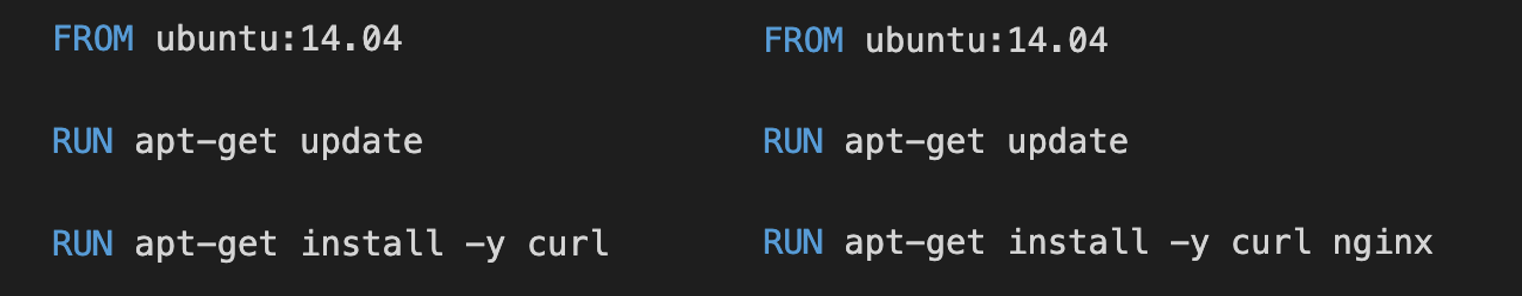 FROM ubuntu:14.04
RUN apt-get update
RUN apt-get install -y curl
FROM ubuntu:14.04
RUN apt-get update
RUN apt-get install -y curl nginx